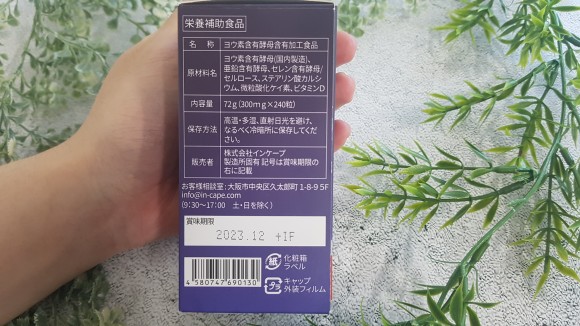 栄養補助食品
名 称 ヨウ素含有酵母含有加工食品
原材料名 ヨウ素含有酵母(国内製造)、
亜鉛含有酵母、セレン含有酵母/
セルロース、ステアリン酸カルシ
ウム、微粒酸化ケイ素、ビタミンD
内容量 72g(300mg×240粒)
保存方法 高温・多湿、直射日光を避け、
なるべく冷暗所に保存してくだ
さい。
販売者 株式会社インケープ
製造所固有記号は賞味期限の
右に記載
お客様相談室:大阪市中央区久太郎町 1-8-9 5F
info@in-cape.com
(9:30〜17:00 土・日を除く)
賞味期限
2023.12 +IF
4580747690130
紙 化粧箱
ラベル
プラ キャップ
外装フィルム